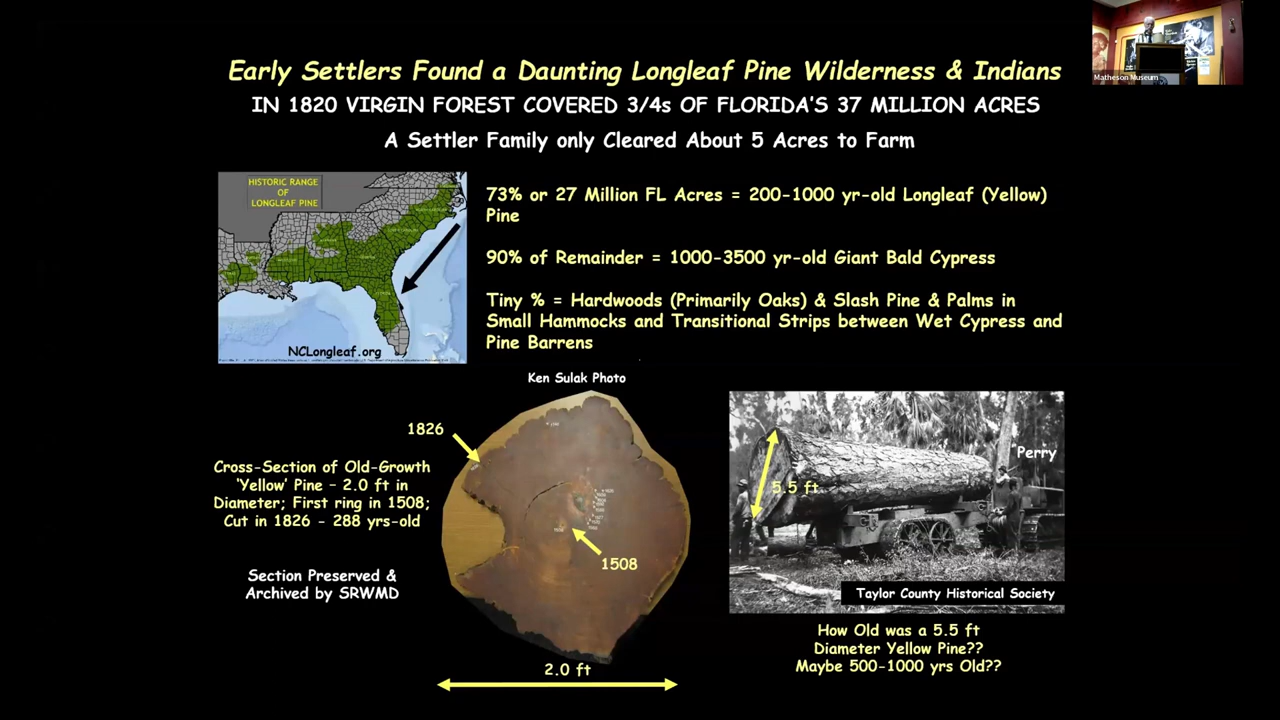 Matheson Museum
Early Settlers Found a Daunting Longleaf Pine Wilderness & Indians
IN 1820 VIRGIN FOREST COVERED 3/4s OF FLORIDA'S 37 MILLION ACRES
A Settler Family only Cleared About 5 Acres to Farm
HISTORIC RANGE
OF
LONGLEAF PINE
NCLongleaf.org
73% or 27 Million FL Acres = 200-1000 yr-old Longleaf (Yellow)
Pine
90% of Remainder = 1000-3500 yr-old Giant Bald Cypress
Tiny % = Hardwoods (Primarily Oaks) & Slash Pine & Palms in
Small Hammocks and Transitional Strips between Wet Cypress and
Pine Barrens
Ken Sulak Photo
1826
Cross-Section of Old-Growth
'Yellow' Pine - 2.0 ft in
Diameter; First ring in 1508;
Cut in 1826 - 288 yrs-old
Section Preserved &
Archived by SRWMD
1508
2.0 ft
Perry
5.5 ft
Taylor County Historical Society
How Old was a 5.5 ft
Diameter Yellow Pine??
Maybe 500-1000 yrs Old??